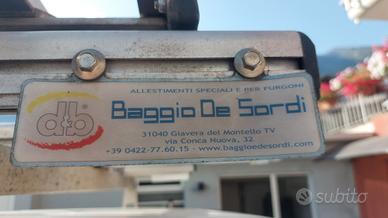 ALLESTIMENTI SPECIALI E PER FURGONI
d&b®
Baggio De Sordi
31040 Giavera del Montello TV
via Conca Nuova, 32
+39 0422-77.60.15 - www.baggioedesordi.com
subito